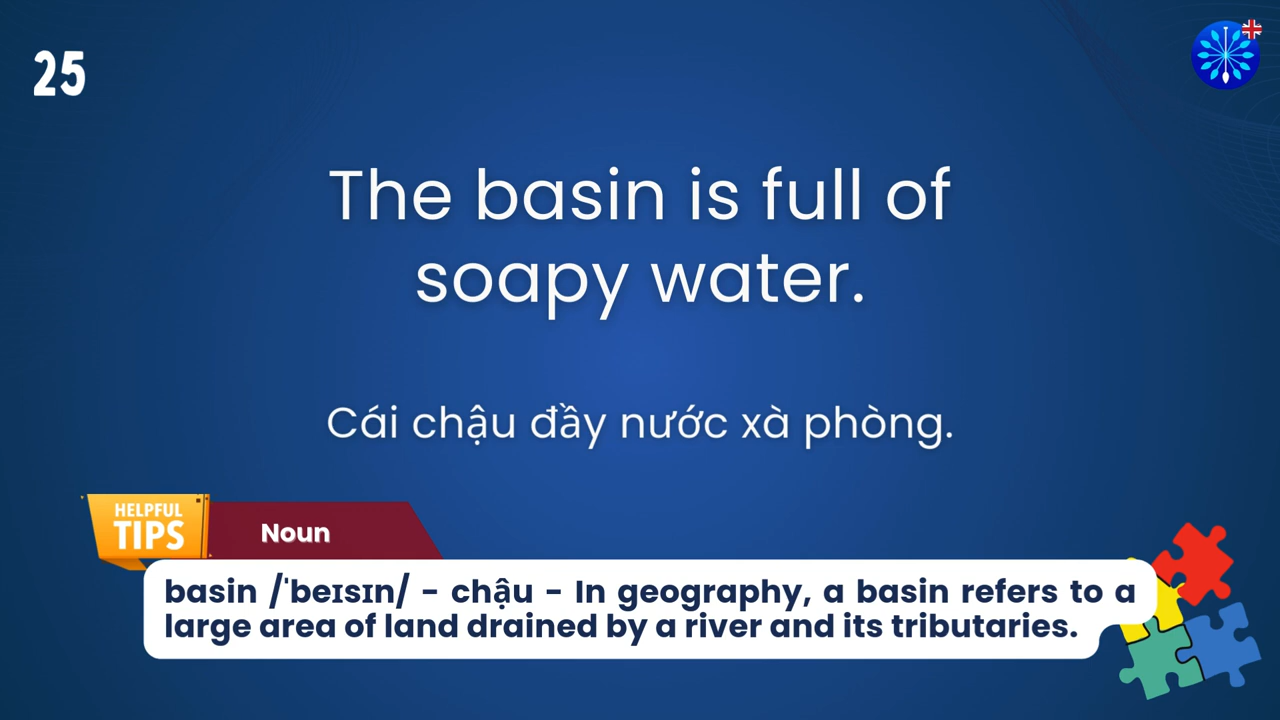 25
The basin is full of
soapy water.
Cái chậu đầy nước xà phòng.
HELPFUL
TIPS
Noun
basin /ˈbeɪsɪn/ - chậu - In geography, a basin refers to a
large area of land drained by a river and its tributaries.